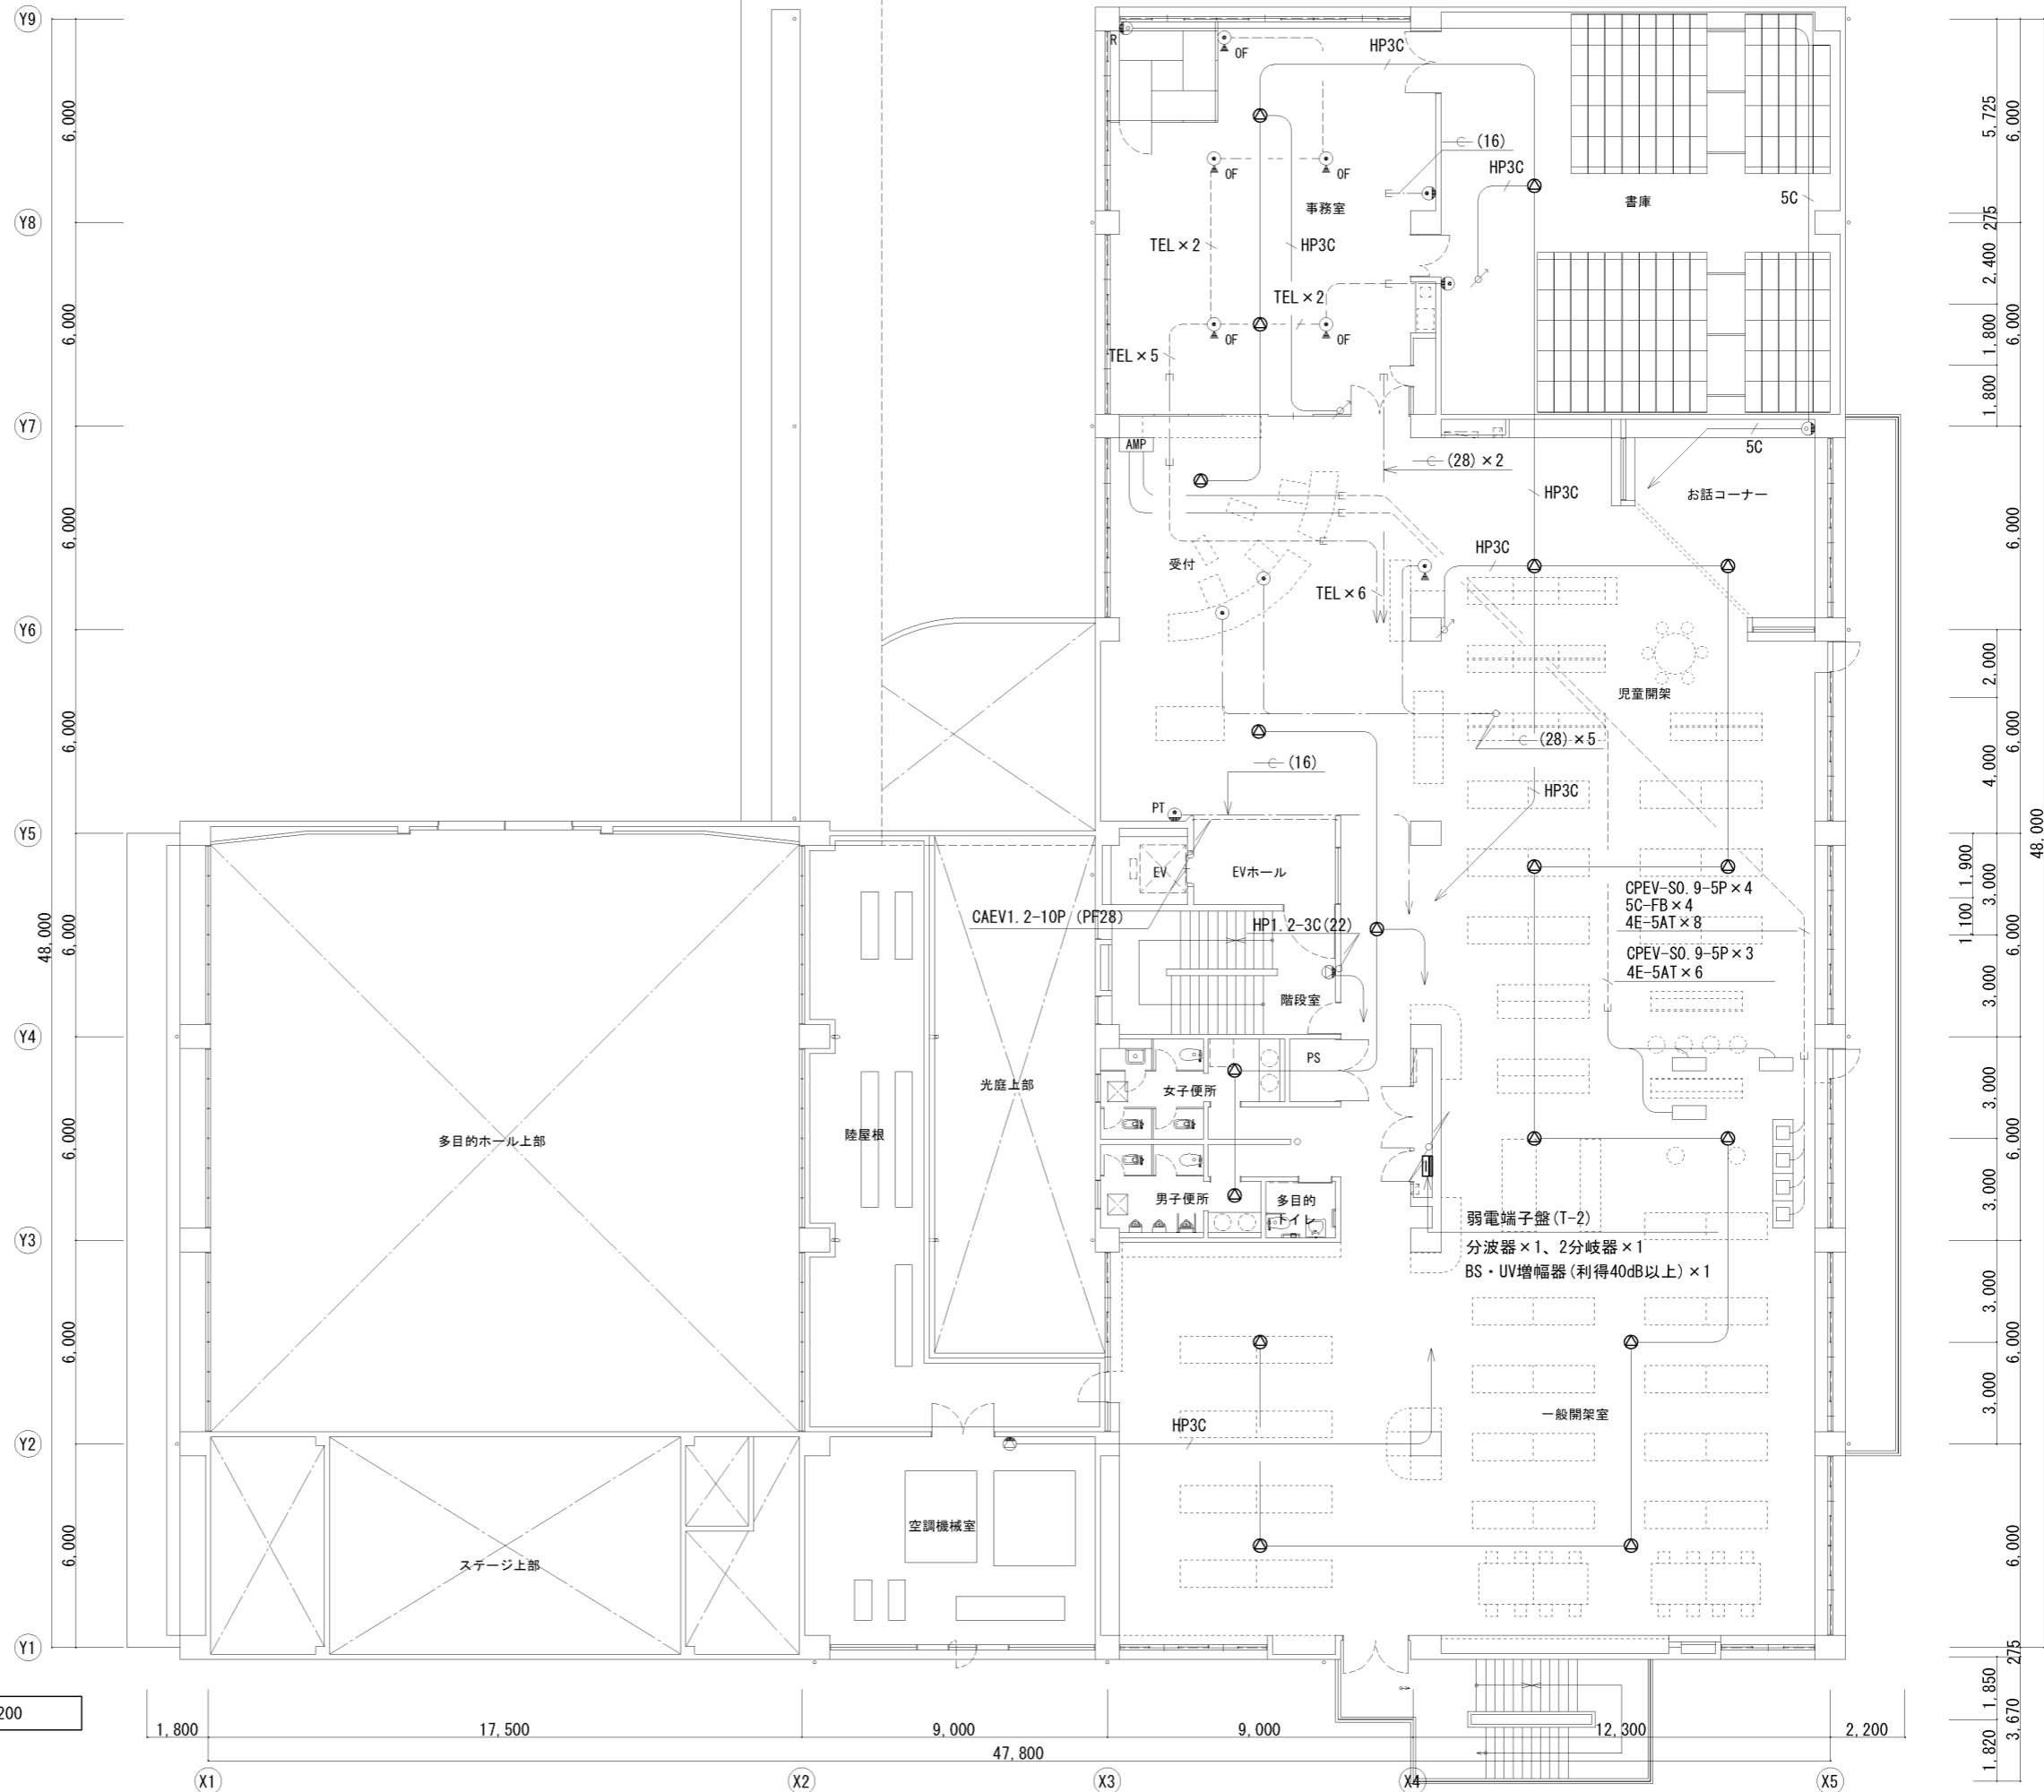 Y9
Y8
Y7
Y6
Y5
Y4
Y3
Y2
Y1
6,000
6,000
6,000
6,000
6,000
6,000
6,000
6,000
48,000
R
OF
HP3C
OF
OF
(16)
HP3C
事務室
書庫
5C
TEL×2
HP3C
TEL×2
OF
OF
TEL×5
AMP
(28)×2
5C
お話コーナー
HP3C
受付
HP3C
TEL×6
児童開架
(28)×5
(16)
HP3C
PT
EV
EVホール
CAEV1.2-10P (PF28)
HP1.2-3C(22)
CPEV-S0.9-5P×4
5C-FB×4
4E-5AT×8
CPEV-S0.9-5P×3
4E-5AT×6
階段室
PS
光庭上部
女子便所
陸屋根
多目的ホール上部
男子便所
多目的
トイレ
弱電端子盤(T-2)
分波器×1、2分岐器×1
BS・UV増幅器(利得40dB以上)×1
一般開架室
HP3C
空調機械室
ステージ上部
5,725
275
2,400
1,800
1,800
2,000
4,000
1,900
1,100
3,000
3,000
3,000
3,000
3,000
3,000
6,000
6,000
6,000
6,000
6,000
6,000
6,000
6,000
48,000
275
1,850
1,820
3,670
200
1,800
17,500
9,000
9,000
12,300
2,200
47,800
X1
X2
X3
X4
X5